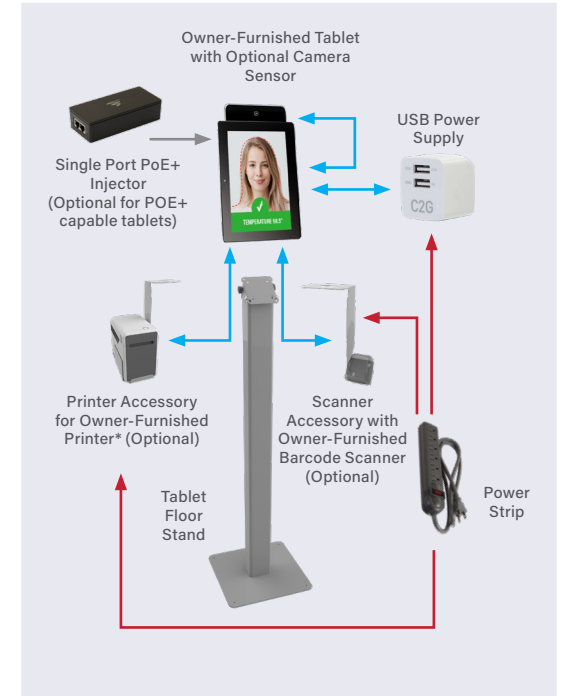 Owner-Furnished Tablet
with Optional Camera
Sensor
USB Power
Supply
Single Port PoE+
Injector
(Optional for POE+
capable tablets)
C2G
TEMPERATURE 98.5°
Printer Accessory
for Owner-Furnished
Printer* (Optional)
Scanner
Accessory with
Owner-Furnished
Barcode Scanner
(Optional)
Tablet
Floor
Stand
Power
Strip